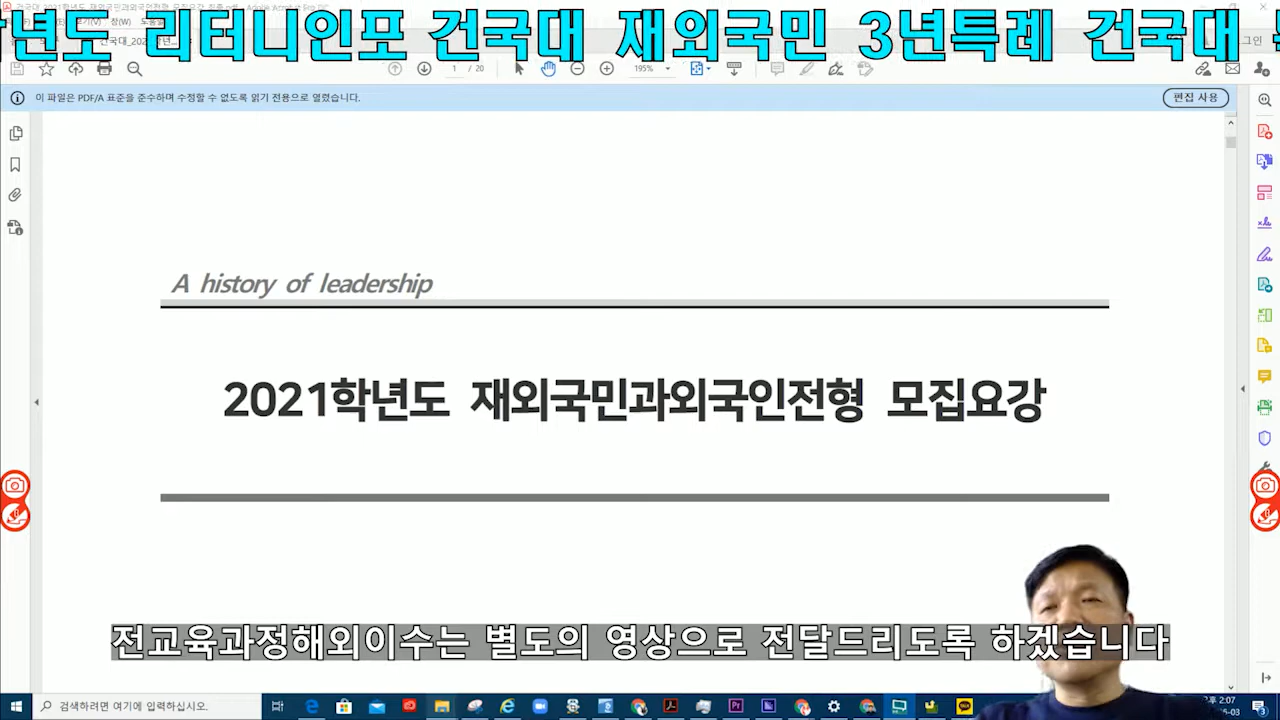 년도 리터니인포 건국대 재외국민 3년특례 건국대
1 / 20
195%
이 파일은 PDF/A 표준을 준수하며 수정할 수 없도록 읽기 전용으로 열렸습니다.
편집 사용
A history of leadership
2021학년도 재외국민과외국인전형 모집요강
전교육과정해외이수는 별도의 영상으로 전달드리도록 하겠습니다
검색하려면 여기에 입력하십시오.
2:07